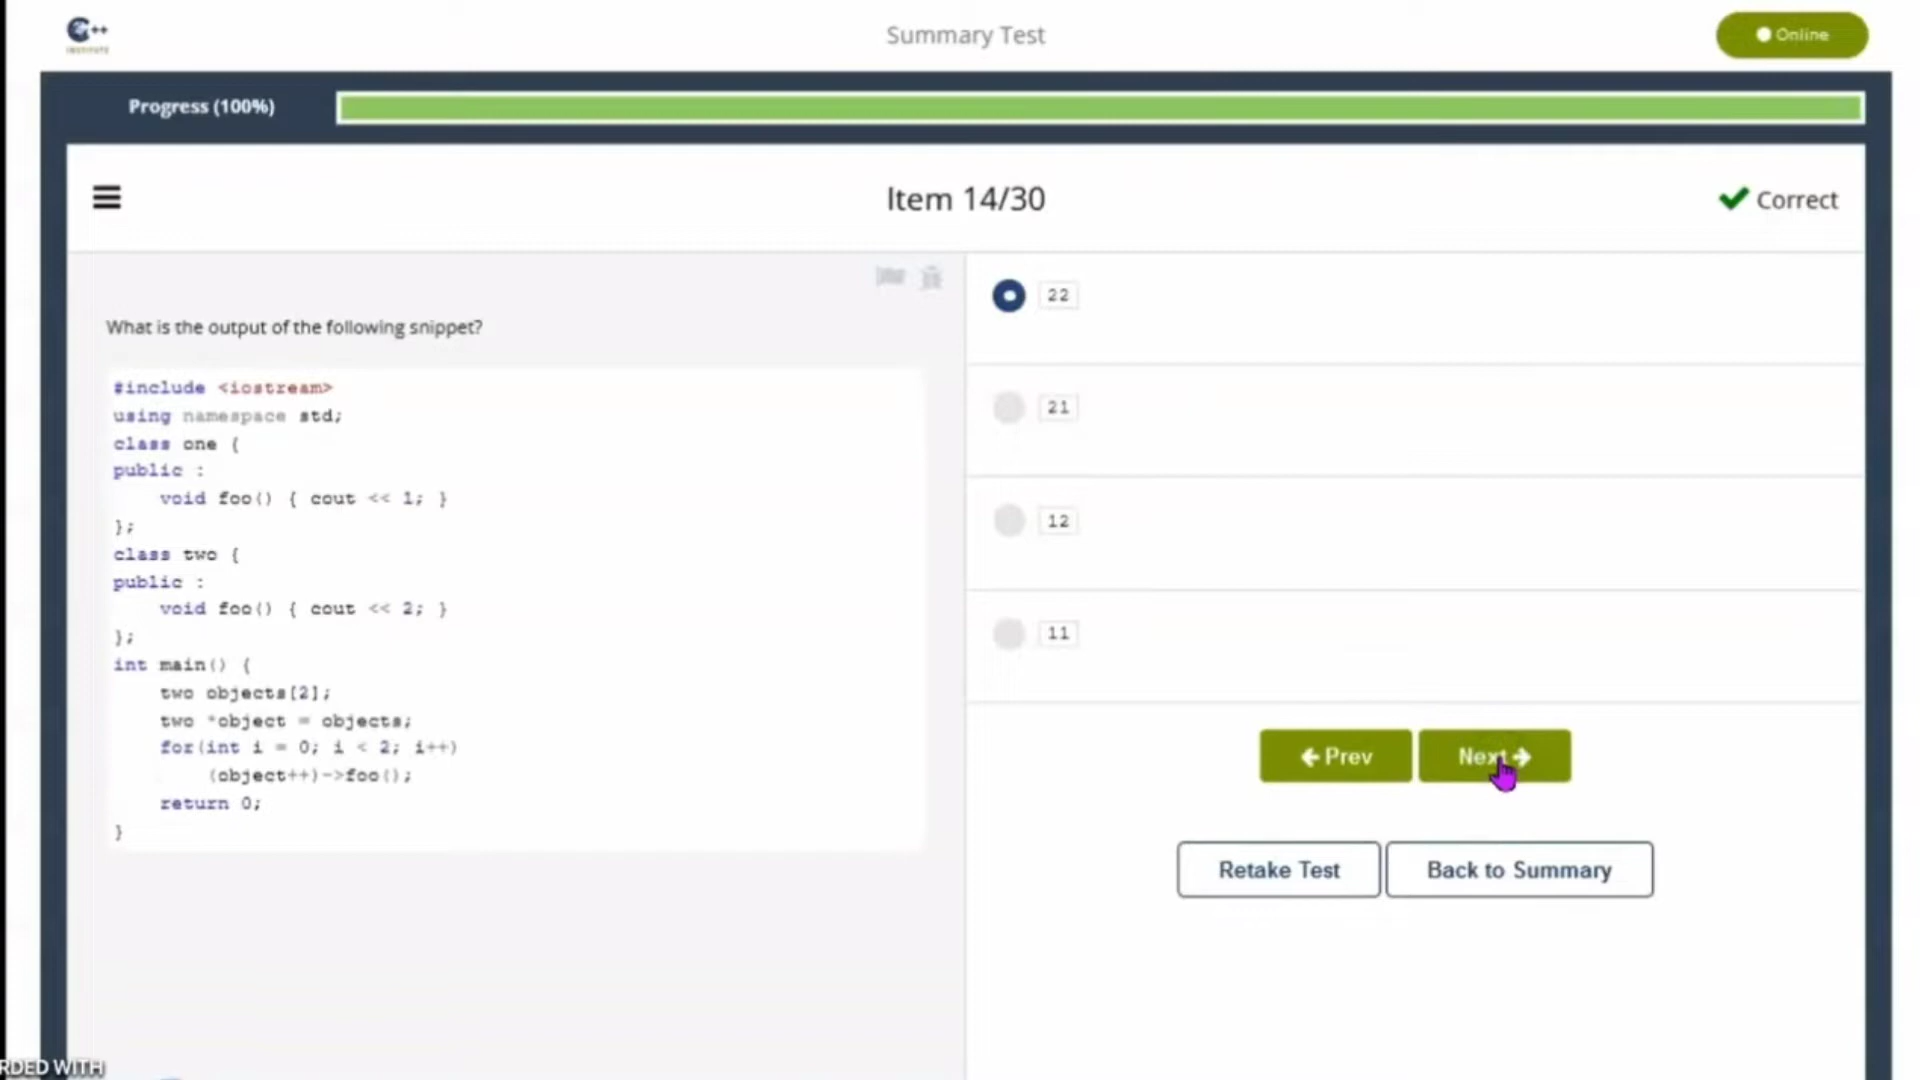 C++
INSTITUTE
Summary Test
Online
Progress (100%)
Item 14/30
Correct
What is the output of the following snippet?
#include <iostream>
using namespace std;
class one {
public :
    void foo() { cout << 1; }
};
class two {
public :
    void foo() { cout << 2; }
};
int main() {
    two objects[2];
    two *object = objects;
    for(int i = 0; i < 2; i++)
        (object++)->foo();
    return 0;
}
22
21
12
11
Prev
Next
Retake Test
Back to Summary
RDED WITH